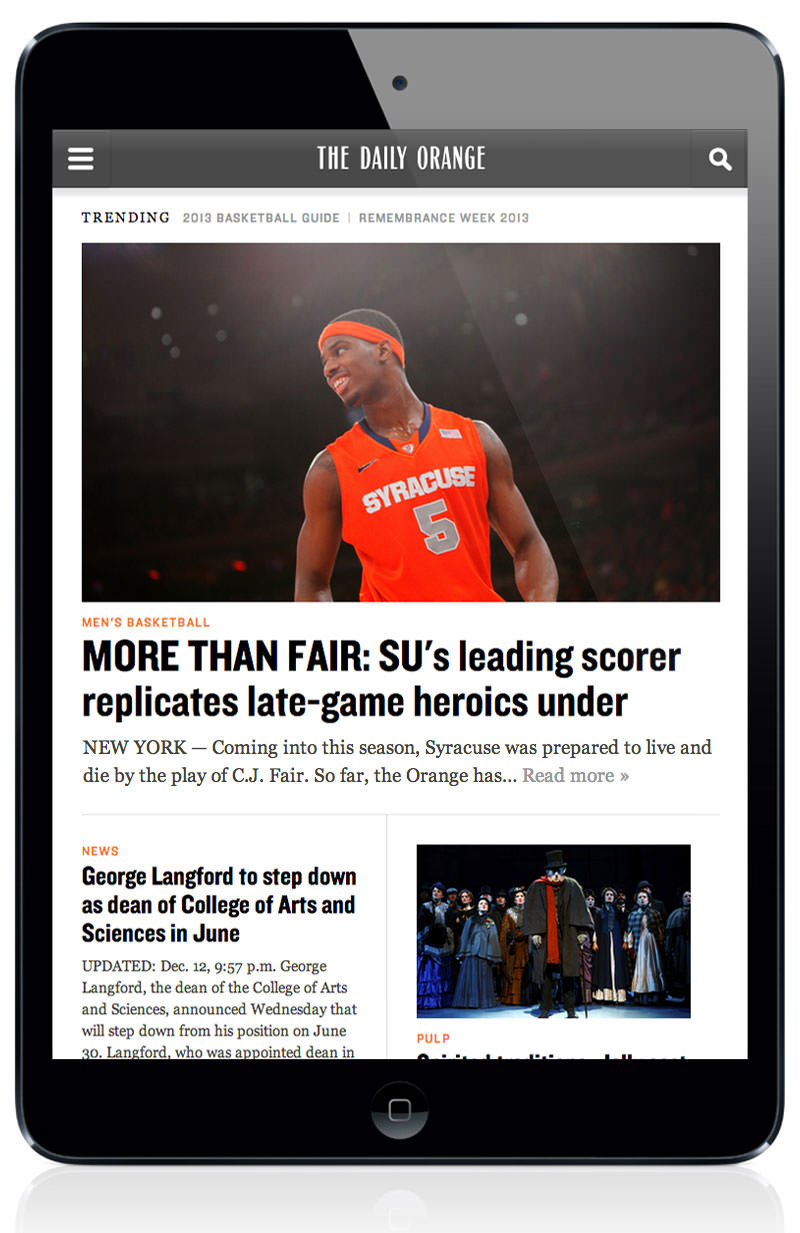 THE DAILY ORANGE
TRENDING 2013 BASKETBALL GUIDE | REMEMBRANCE WEEK 2013
SYRACUSE
5
MEN'S BASKETBALL
MORE THAN FAIR: SU's leading scorer
replicates late-game heroics under
NEW YORK — Coming into this season, Syracuse was prepared to live and
die by the play of C.J. Fair. So far, the Orange has... Read more »
NEWS
George Langford to step down
as dean of College of Arts and
Sciences in June
UPDATED: Dec. 12, 9:57 p.m. George
Langford, the dean of the College of Arts
and Sciences, announced Wednesday that
will step down from his position on June
30. Langford, who was appointed dean in
PULP
Spirited traditions